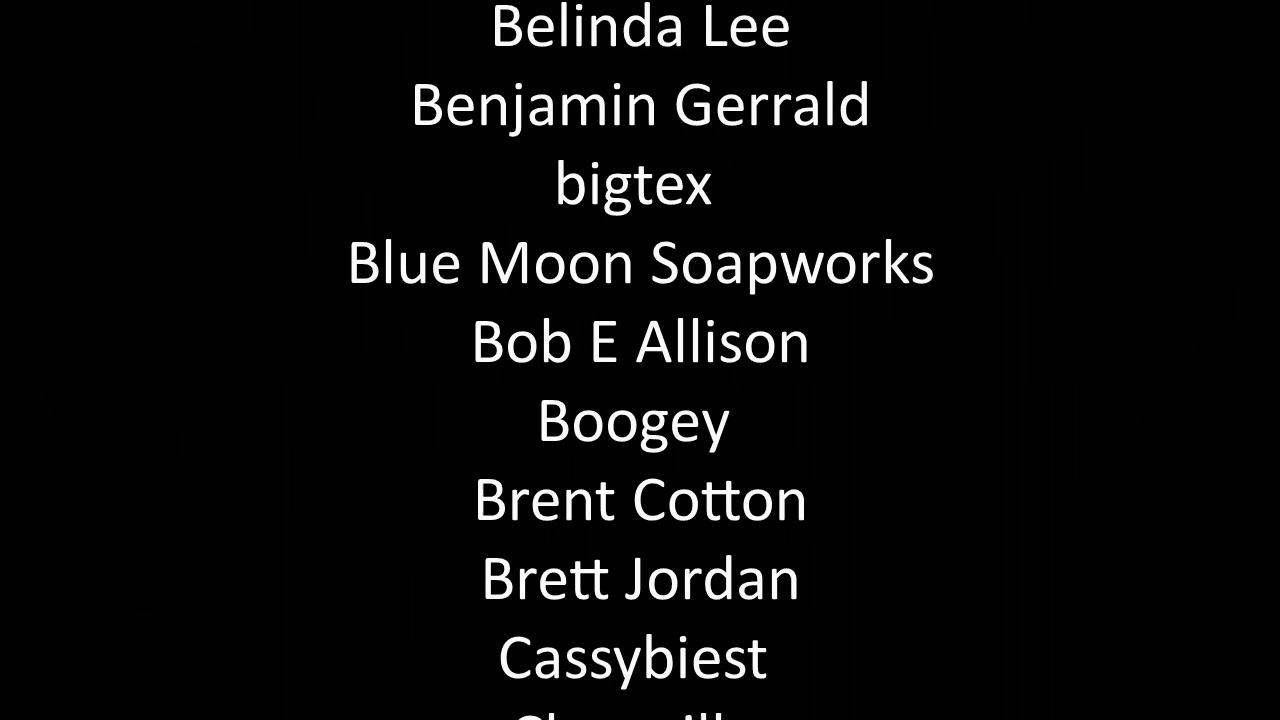 Belinda Lee
Benjamin Gerrald
bigtex
Blue Moon Soapworks
Bob E Allison
Boogey
Brent Cotton
Brett Jordan
Cassybiest